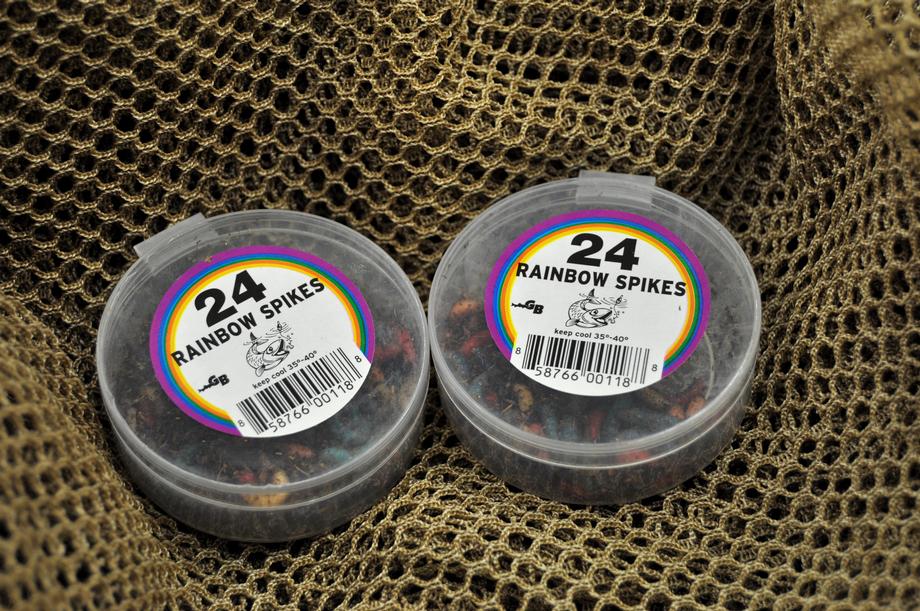 24
RAINBOW SPIKES
GB
keep cool 35°-40°
8 58766 00118 8
24
RAINBOW SPIKES
GB
keep cool 35°-40°
8 58766 00118 8